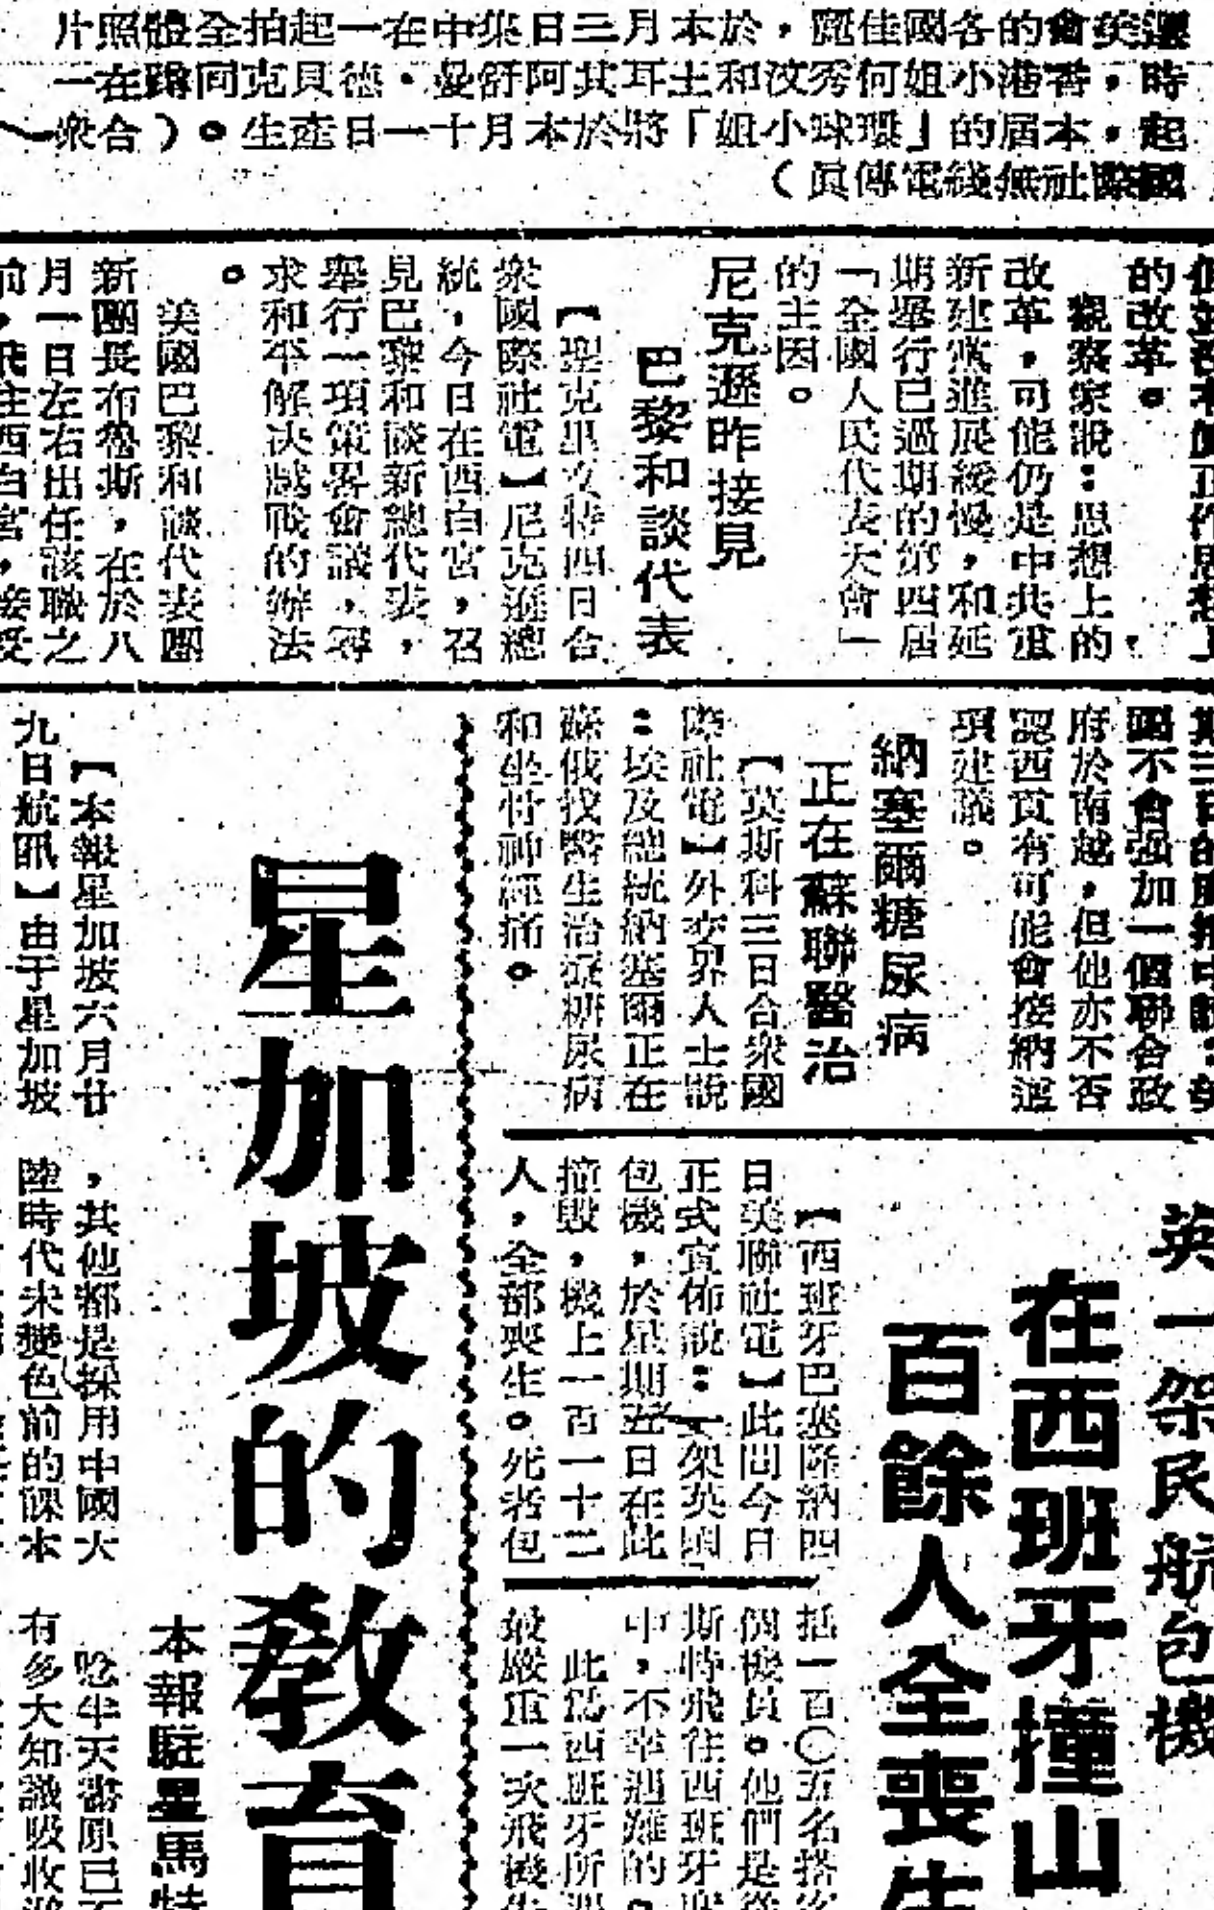 選美會的各國佳麗，於本月三日集中在一起拍全體照片
時，香港小姐何秀汶和土耳其阿舒曼·德貝克同蹲在一
起，本屆的「環球小姐」將於本月十一日產生。（合衆
國際社無綫電傳眞）
的改革。
觀察家說：思想上的
改革，可能仍是中共重
新建黨進展緩慢，和延
期舉行已過期的第四屆
「全國人民代表大會」
的主因。
尼克遜昨接見
巴黎和談代表
【聖克里文特四日合
衆國際社電】尼克遜總
統，今日在西白宮，召
見巴黎和談新總代表，
舉行一項策畧會議，尋
求和平解決越戰的辦法
。
美國巴黎和談代表團
新團長布魯斯，在於八
月一日左右出任該職之
前，飛往西白宮，接受
國不會强加一個聯合政
府於南越，但他亦不否
認西貢有可能會接納這
項建議。
納塞爾糖尿病
正在蘇聯醫治
【莫斯科三日合衆國
際社電】外交界人士說
：埃及總統納塞爾正在
蘇俄找醫生治療糖尿病
和坐骨神經痛。
英一架民航包機
在西班牙撞山
百餘人全喪生
【西班牙巴塞隆納四
日美聯社電】此間今日
正式宣佈說：一架英國
包機，於星期五日在此
撞毀，機上一百一十二
人，全部喪生。死者包
括一百〇五名搭客
個機員。他們是從
斯特飛往西班牙
中，不幸遇難的。
此為西班牙所
最嚴重一次飛機失
星加坡的教育
本報駐星馬特
【本報星加坡六月廿
九日航訊】由于星加坡
，其他都是採用中國大
陸時代未變色前的課本
唸半天書原已不
有多大知識吸收